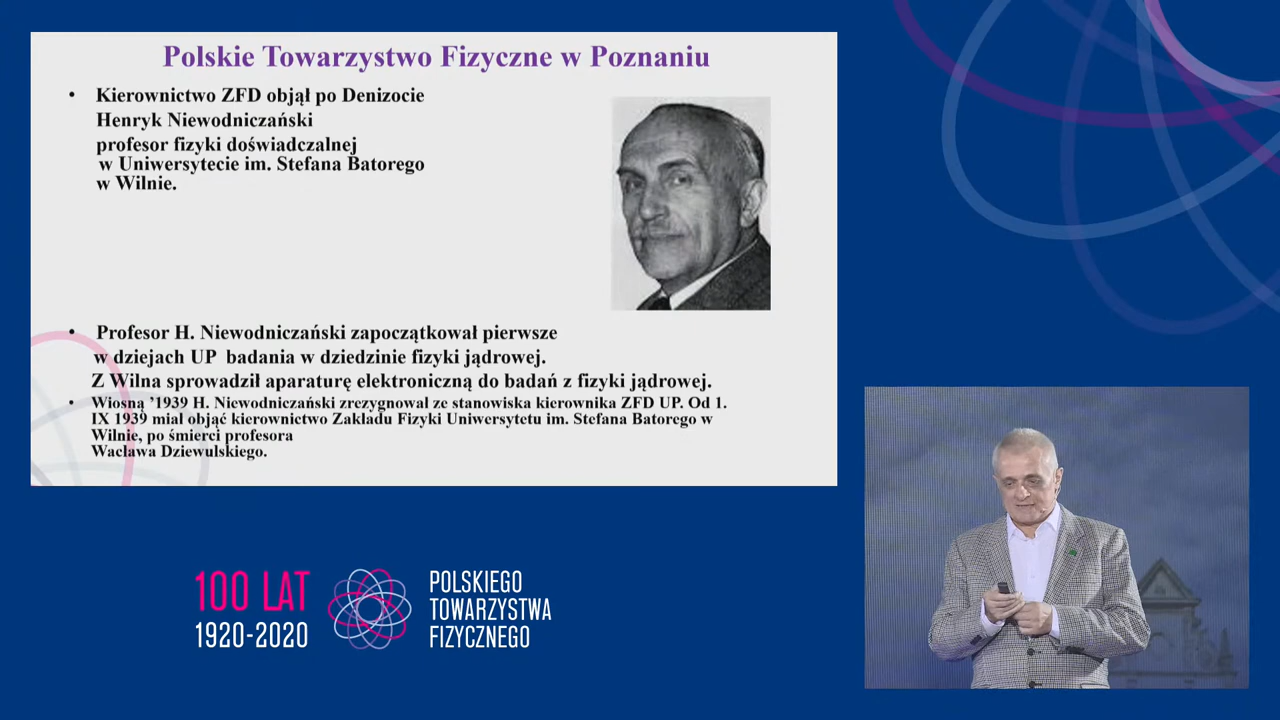 Polskie Towarzystwo Fizyczne w Poznaniu
• Kierownictwo ZFD objął po Denizocie
Henryk Niewodniczański
profesor fizyki doświadczalnej
w Uniwersytecie im. Stefana Batorego
w Wilnie.
• Profesor H. Niewodniczański zapoczątkował pierwsze
w dziejach UP badania w dziedzinie fizyki jądrowej.
Z Wilna sprowadził aparaturę elektroniczną do badań z fizyki jądrowej.
• Wiosną ’1939 H. Niewodniczański zrezygnował ze stanowiska kierownika ZFD UP. Od 1.
IX 1939 miał objąć kierownictwo Zakładu Fizyki Uniwersytetu im. Stefana Batorego w
Wilnie, po śmierci profesora
Wacława Dziewulskiego.
100 LAT
1920-2020
POLSKIEGO
TOWARZYSTWA
FIZYCZNEGO